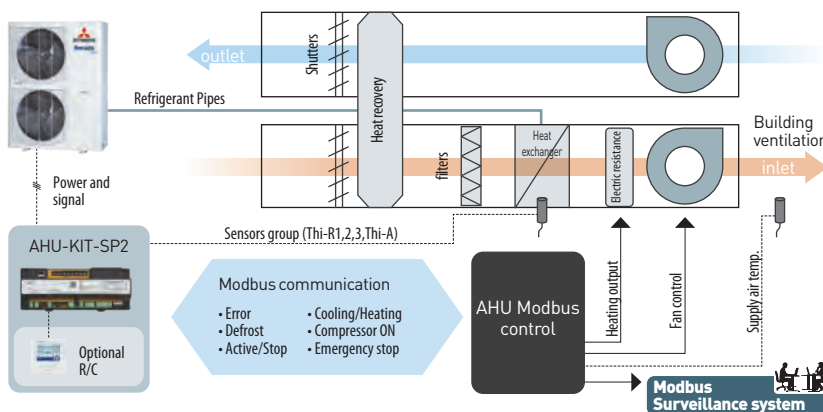 outlet
Shutters
Heat recovery
Refrigerant Pipes
filters
Heat
exchanger
Electric resistance
Building
ventilation
inlet
Power and
signal
Sensors group (Thi-R1,2,3,Thi-A)
AHU-KIT-SP2
Optional
R/C
Modbus communication
• Error
• Defrost
• Active/Stop
• Cooling/Heating
• Compressor ON
• Emergency stop
AHU Modbus
control
Heating output
Fan control
Supply air temp.
Modbus
Surveillance system